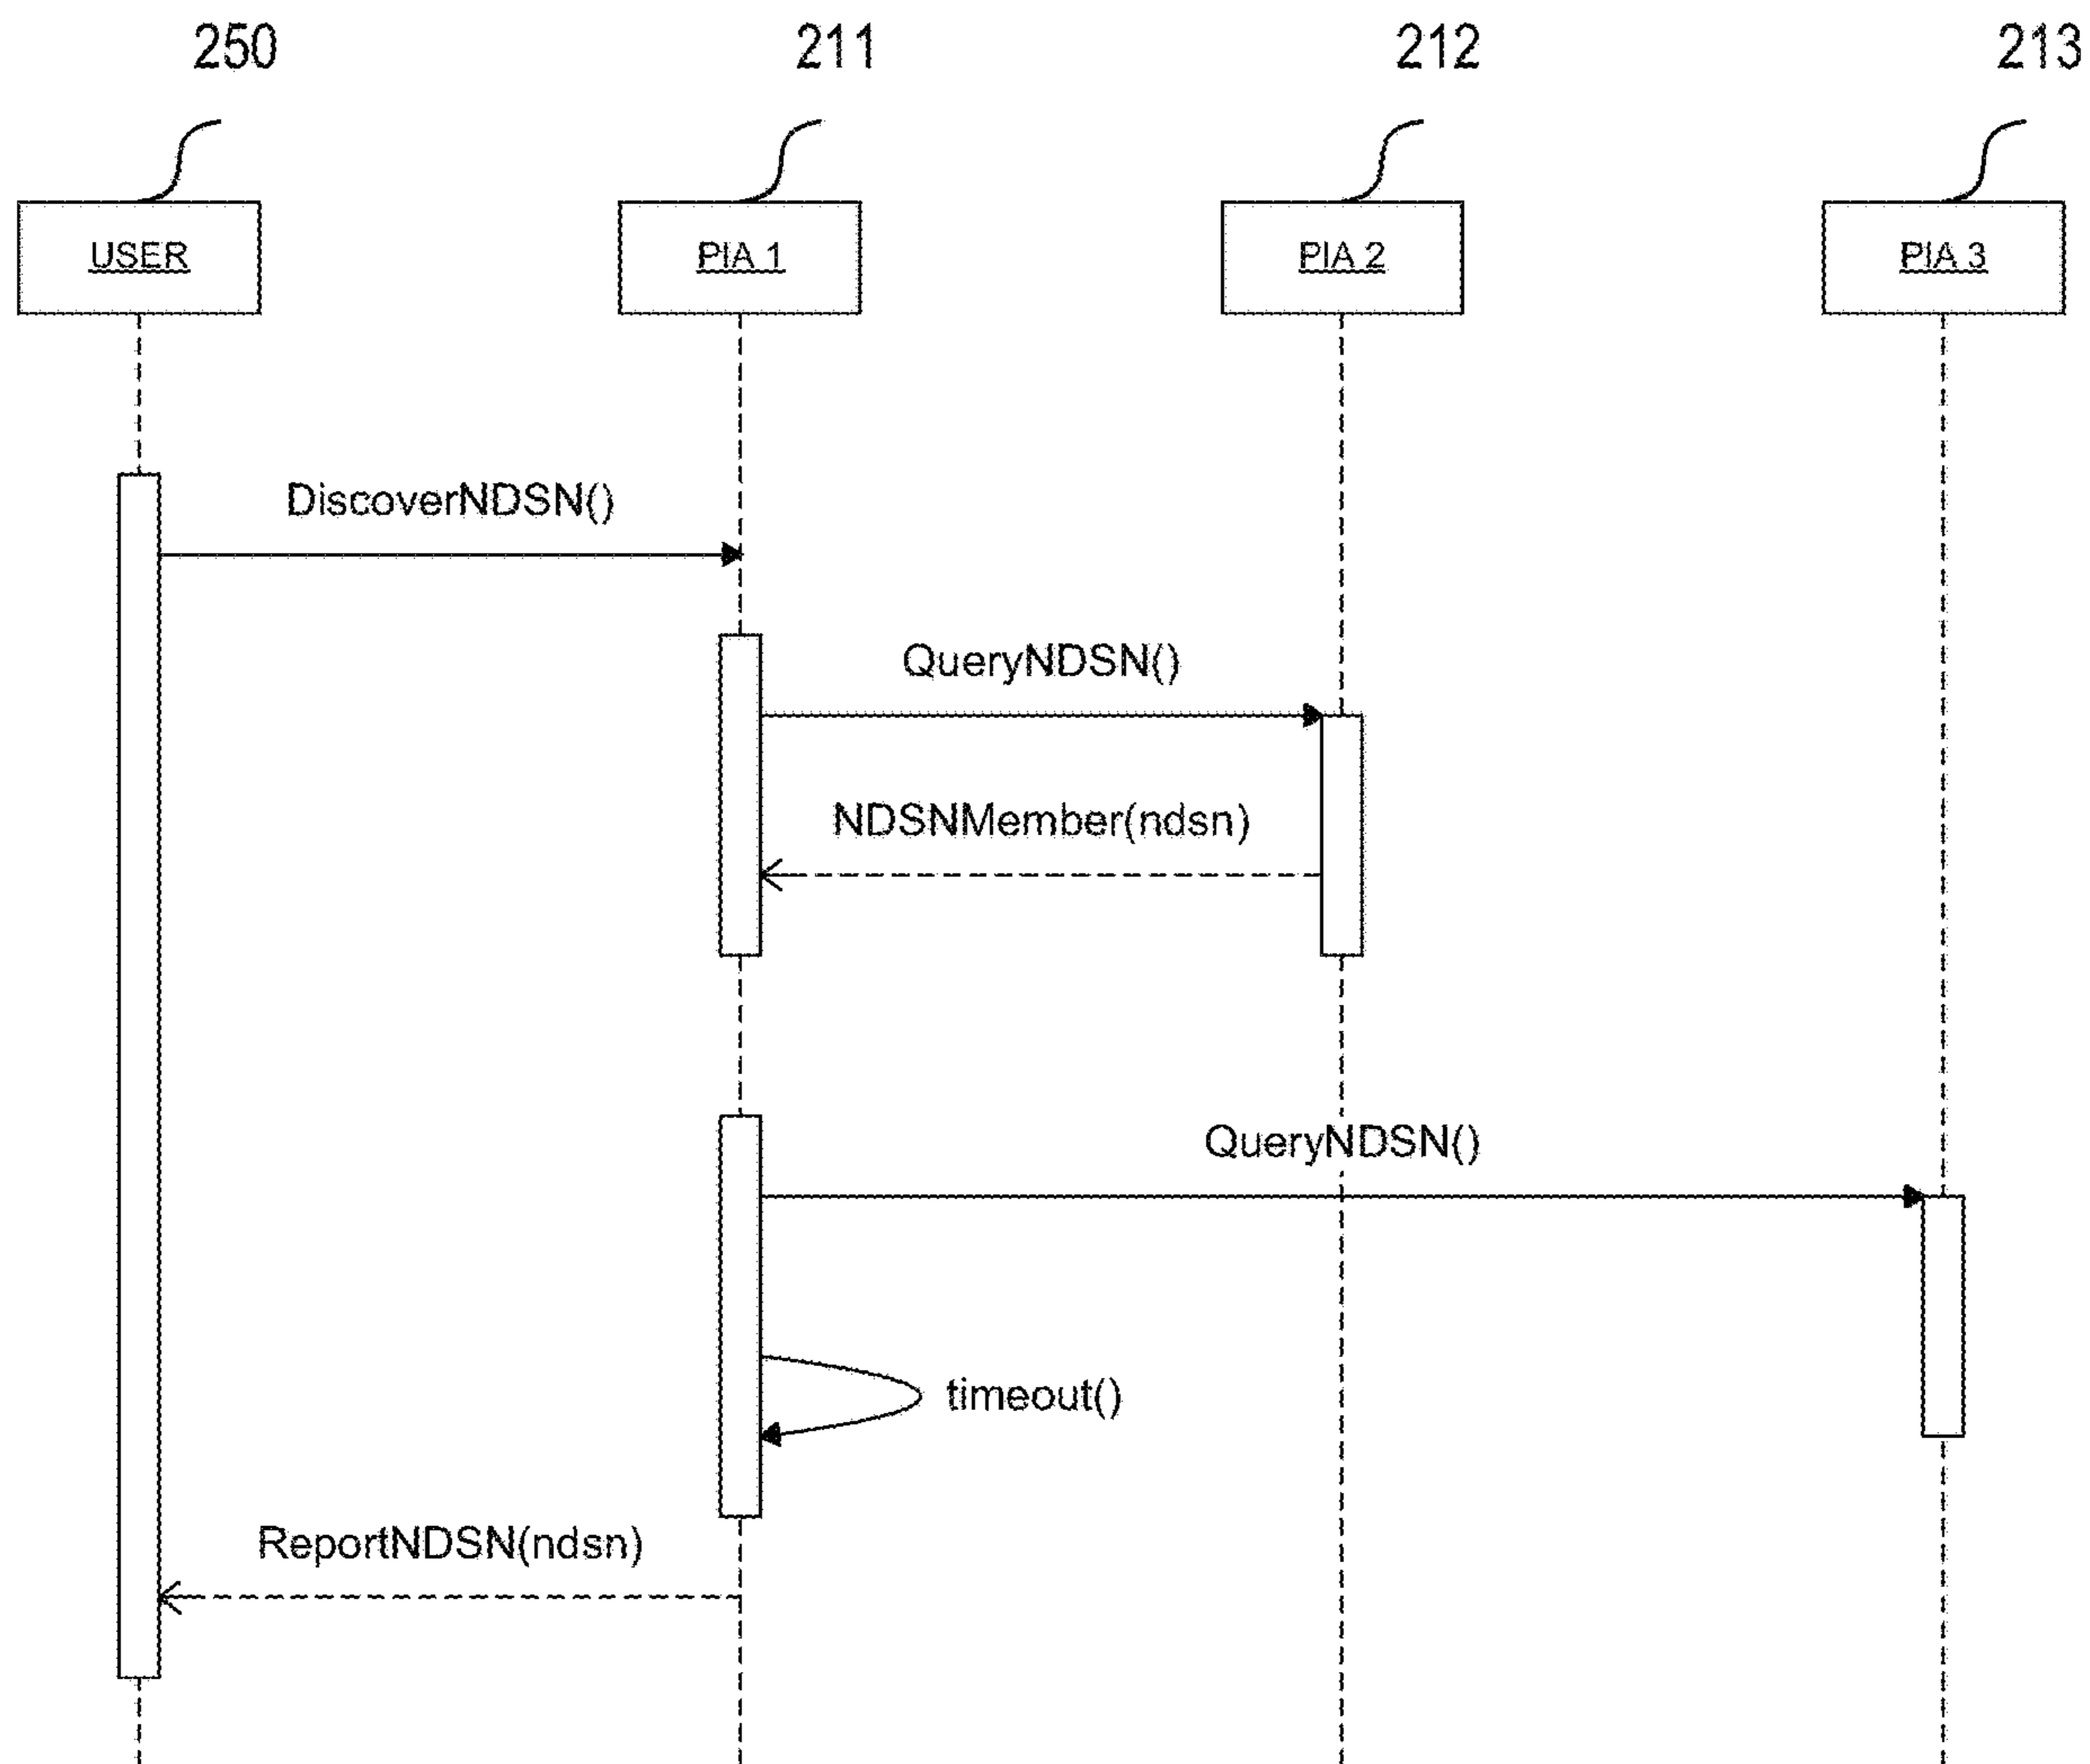 250 211 212 213
USER PIA 1 PIA 2 PIA 3
DiscoverNDSN()
QueryNDSN()
NDSNMember(ndsn)
QueryNDSN()
timeout()
ReportNDSN(ndsn)